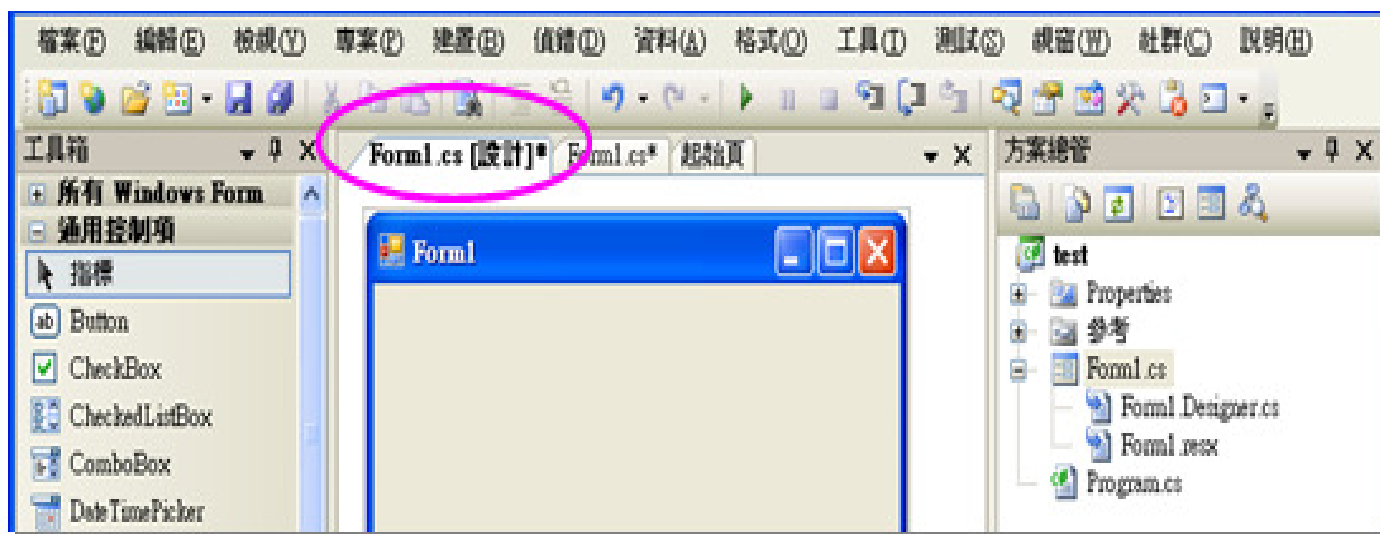 檔案(F) 編輯(E) 檢視(V) 專案(P) 建置(B) 偵錯(D) 資料(A) 格式(O) 工具(T) 測試(S) 視窗(W) 社群(C) 說明(H)
工具箱
Form1.cs [設計]* Form1.cs* 起始頁
方案總管
所有 Windows Form
通用控制項
指標
ab Button
CheckBox
CheckedListBox
ComboBox
DateTimePicker
Form1
test
Properties
參考
Form1.cs
Form1.Designer.cs
Form1.resx
Program.cs